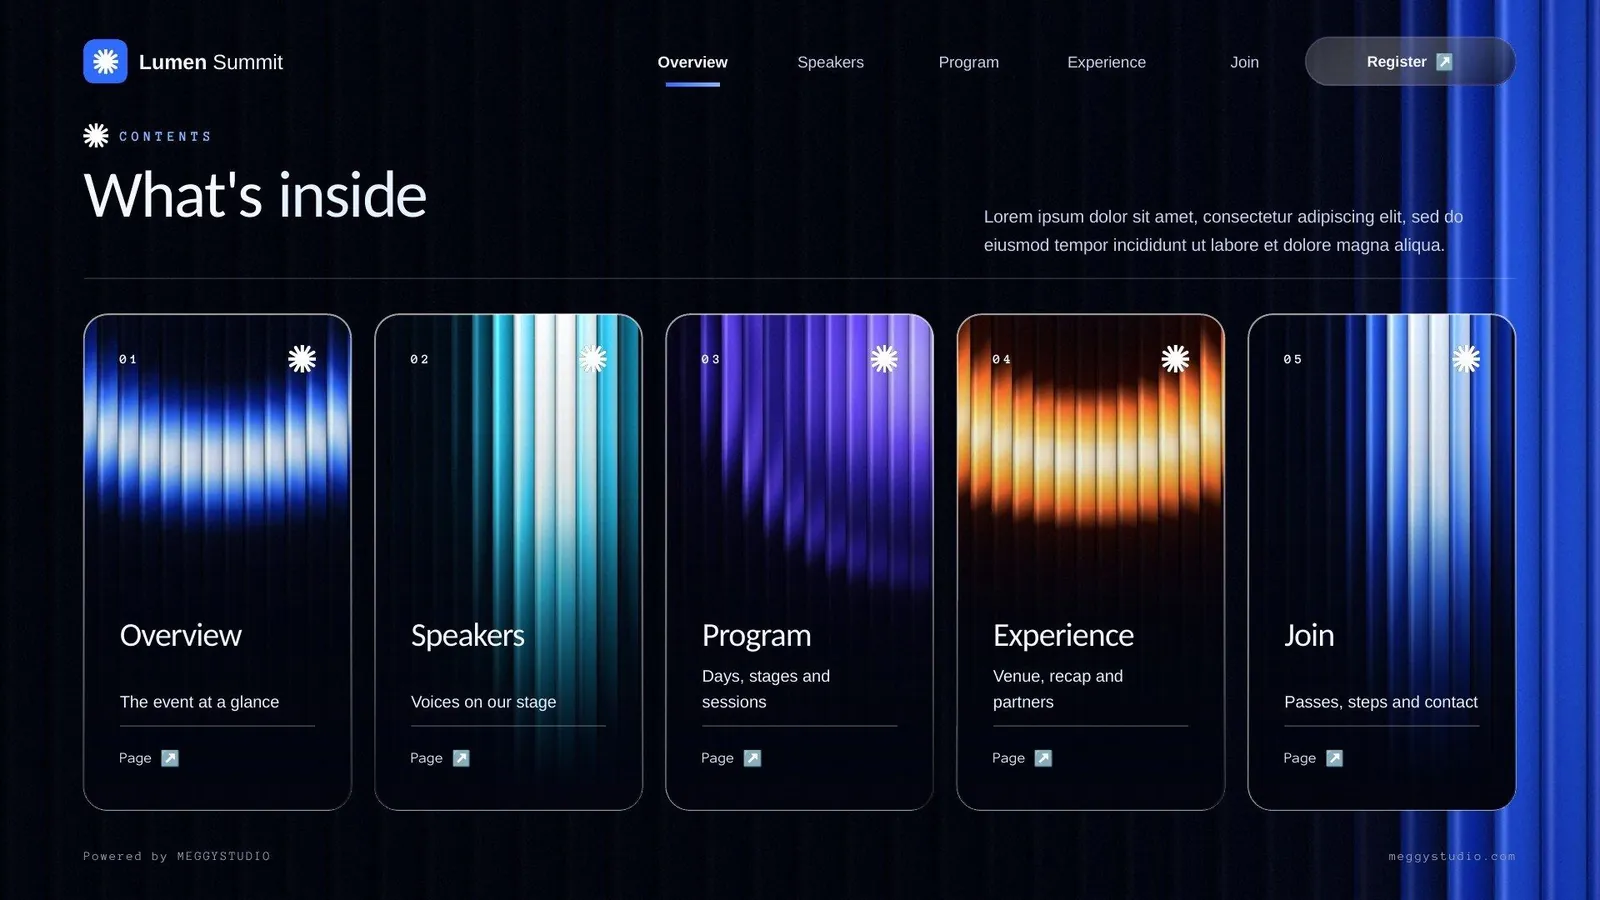 Lumen Summit
Overview
Speakers
Program
Experience
Join
Register ↗
CONTENTS
What's inside
Lorem ipsum dolor sit amet, consectetur adipiscing elit, sed do
eiusmod tempor incididunt ut labore et dolore magna aliqua.
01
Overview
The event at a glance
Page ↗
02
Speakers
Voices on our stage
Page ↗
03
Program
Days, stages and
sessions
Page ↗
04
Experience
Venue, recap and
partners
Page ↗
05
Join
Passes, steps and contact
Page ↗
Powered by MEGGYSTUDIO
meggystudio.com